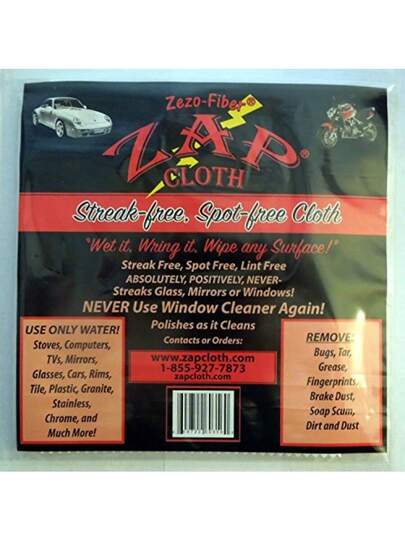 Zezo-Fiber®
ZAP®
CLOTH
Streak-free, Spot-free Cloth
"Wet it, Wring it, Wipe any Surface!"
Streak Free, Spot Free, Lint Free
ABSOLUTELY, POSITIVELY, NEVER-
Streaks Glass, Mirrors or Windows!
NEVER Use Window Cleaner Again!
Polishes as it Cleans
Contacts or Orders:
www.zapcloth.com
1-855-927-7873
zapcloth.com
USE ONLY WATER!
Stoves, Computers,
TVs, Mirrors,
Glasses, Cars, Rims,
Tile, Plastic, Granite,
Stainless,
Chrome, and
Much More!
REMOVE:
Bugs, Tar,
Grease,
Fingerprints,
Brake Dust,
Soap Scum,
Dirt and Dust